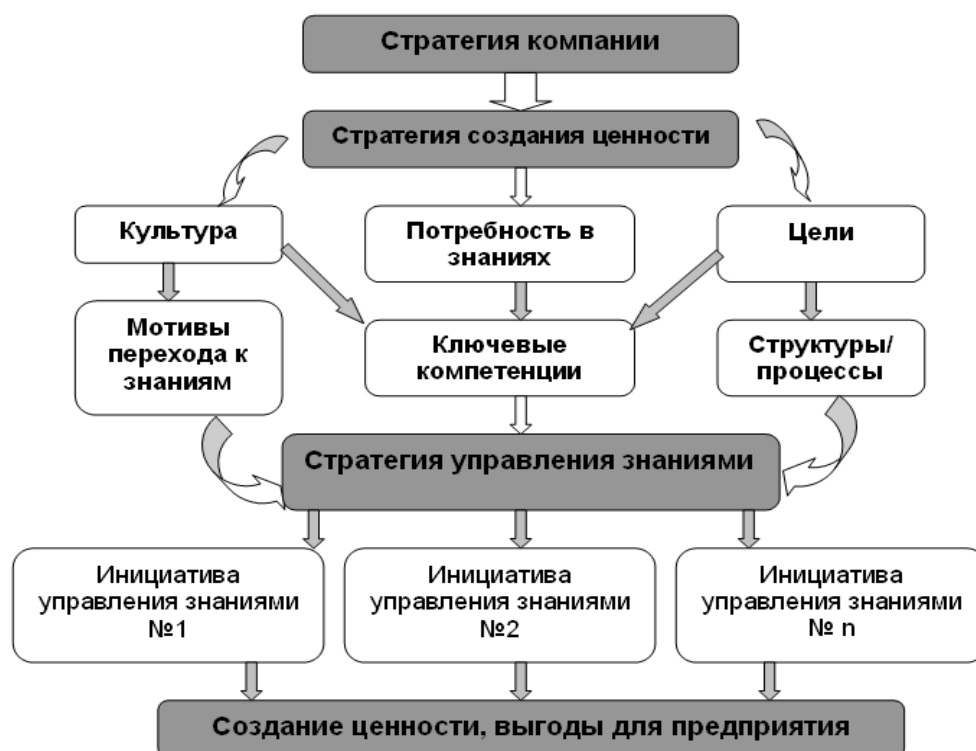 Стратегия компании
Стратегия создания ценности
Культура
Потребность в
знаниях
Цели
Мотивы
перехода к
знаниям
Ключевые
компетенции
Структуры/
процессы
Стратегия управления знаниями
Инициатива
управления знаниями
№1
Инициатива
управления знаниями
№2
Инициатива
управления знаниями
№ n
Создание ценности, выгоды для предприятия